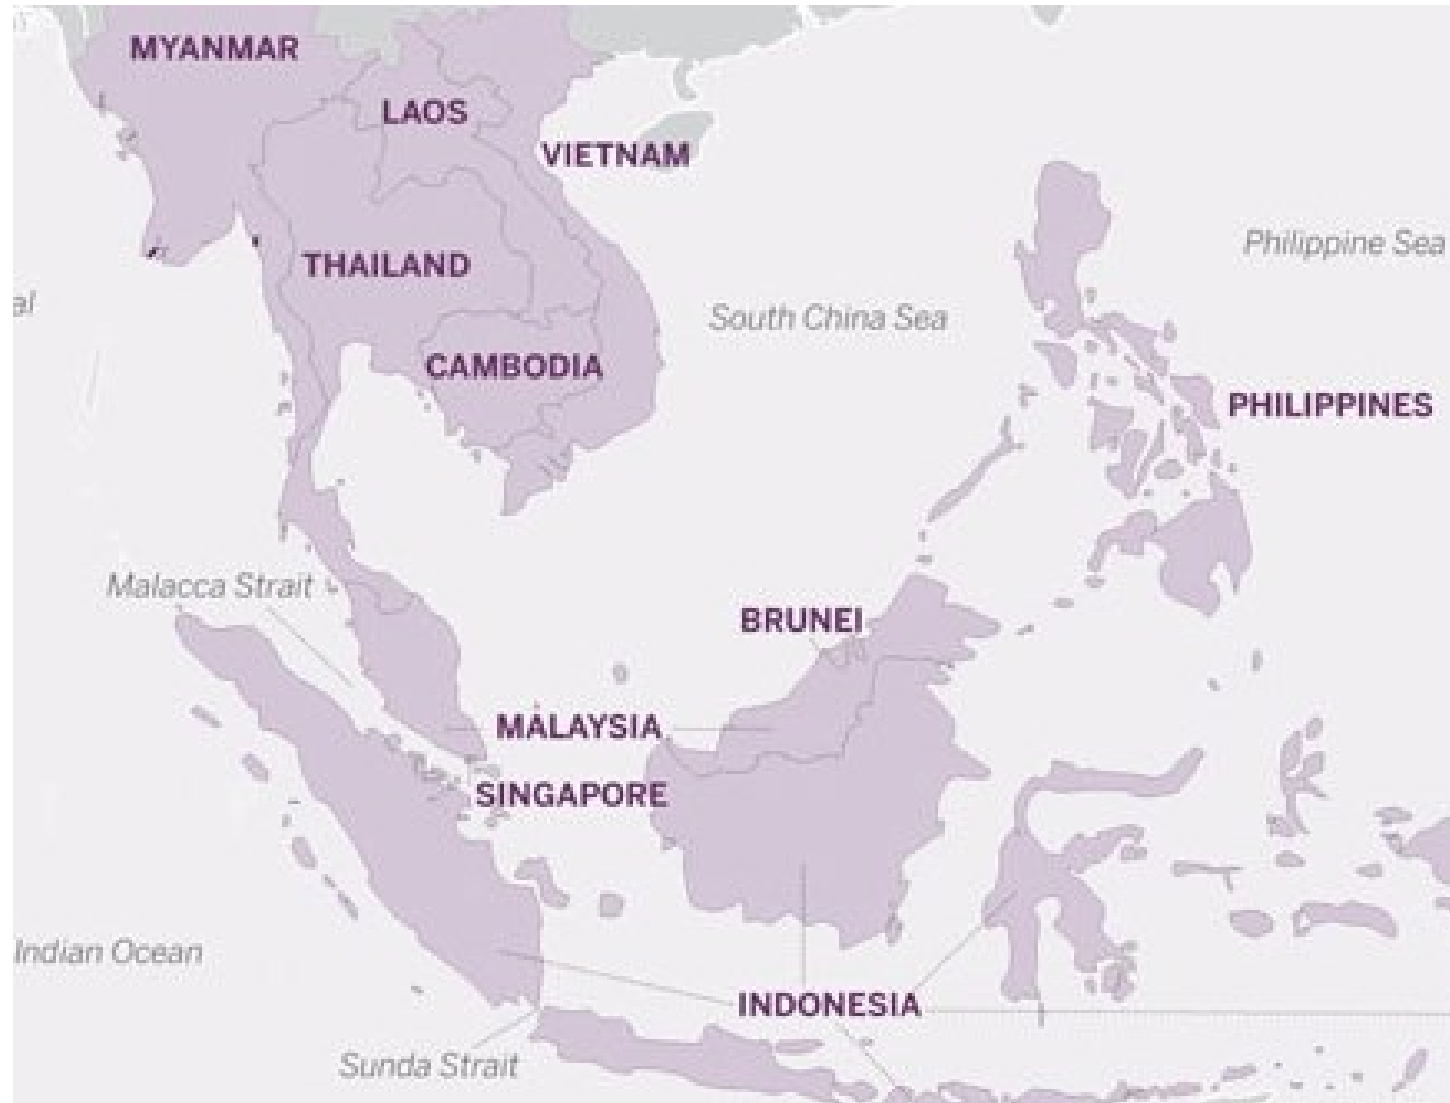 MYANMAR
LAOS
VIETNAM
Philippine Sea
THAILAND
South China Sea
CAMBODIA
PHILIPPINES
Malacca Strait
BRUNEI
MALAYSIA
SINGAPORE
Indian Ocean
INDONESIA
Sunda Strait